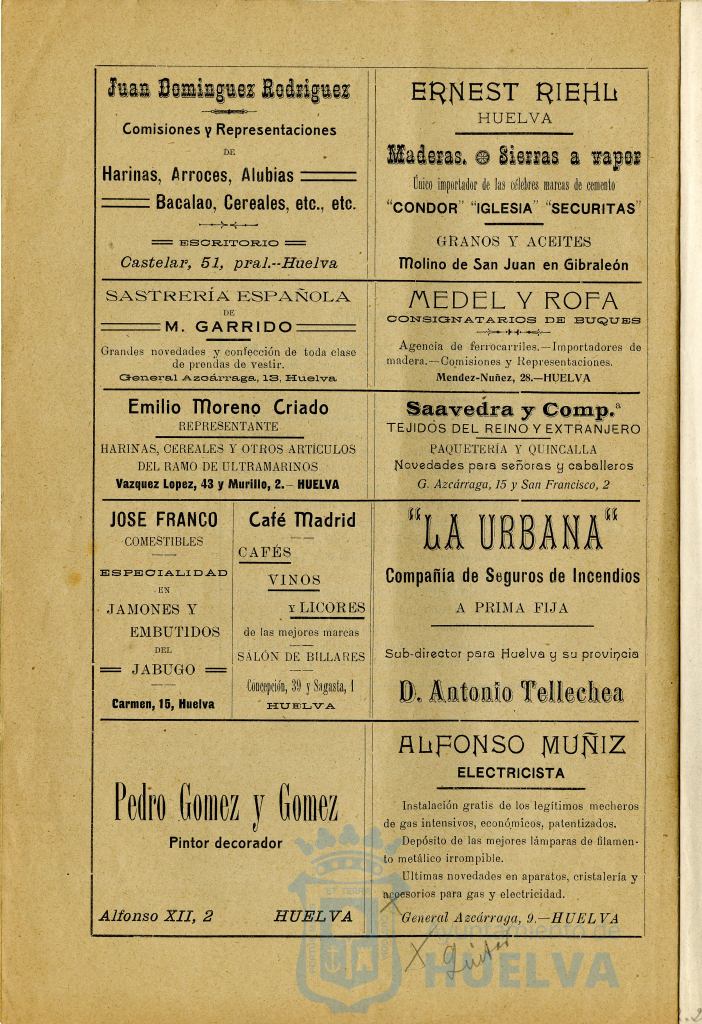 Juan Dominguez Rodriguez
Comisiones y Representaciones
DE
Harinas, Arroces, Alubias
Bacalao, Cereales, etc., etc.
ESCRITORIO
Castelar, 51, pral.--Huelva
ERNEST RIEHL
HUELVA
Maderas. Sierras a vapor
Único importador de las célebres marcas de cemento
"CONDOR" "IGLESIA" "SECURITAS"
GRANOS Y ACEITES
Molino de San Juan en Gibraleón
SASTRERÍA ESPAÑOLA
DE
M. GARRIDO
Grandes novedades y confección de toda clase
de prendas de vestir.
General Azcárraga, 13, Huelva
MEDEL Y ROFA
CONSIGNATARIOS DE BUQUES
Agencia de ferrocarriles.—Importadores de
madera.—Comisiones y Representaciones.
Mendez-Nuñez, 28.—HUELVA
Emilio Moreno Criado
REPRESENTANTE
HARINAS, CEREALES Y OTROS ARTÍCULOS
DEL RAMO DE ULTRAMARINOS
Vazquez Lopez, 43 y Murillo, 2.—HUELVA
Saavedra y Comp.ª
TEJIDOS DEL REINO Y EXTRANJERO
PAQUETERÍA Y QUINCALLA
Novedades para señoras y caballeros
G. Azcárraga, 15 y San Francisco, 2
JOSE FRANCO
COMESTIBLES
ESPECIALIDAD
EN
JAMONES Y
EMBUTIDOS
DEL
JABUGO
Carmen, 15, Huelva
Café Madrid
CAFÉS
VINOS
Y LICORES
de las mejores marcas
SALÓN DE BILLARES
Concepción, 39 y Sagasta, 1
HUELVA
"LA URBANA"
Compañía de Seguros de Incendios
A PRIMA FIJA
Sub-director para Huelva y su provincia
D. Antonio Tellechea
Pedro Gomez y Gomez
Pintor decorador
Alfonso XII, 2 HUELVA
ALFONSO MUÑIZ
ELECTRICISTA
Instalación gratis de los legítimos mecheros
de gas intensivos, económicos, patentizados.
Depósito de las mejores lámparas de filamen-
to metálico irrompible.
Ultimas novedades en aparatos, cristalería y
accesorios para gas y electricidad.
General Azcárraga, 9.—HUELVA
Ayuntamiento de
HUELVA